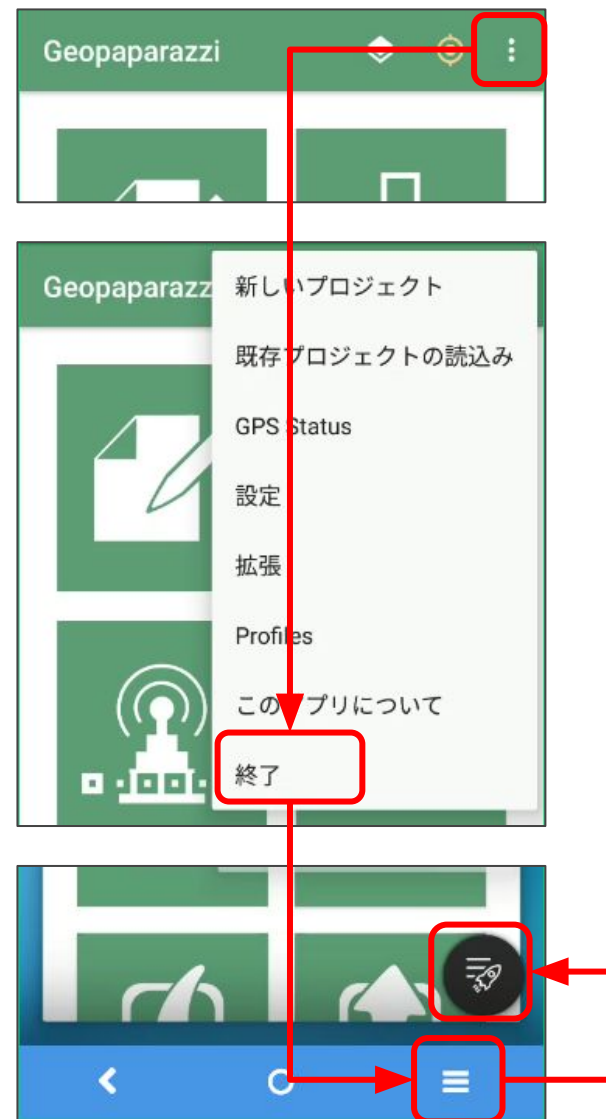 Geopaparazzi
Geopaparazz
新しいプロジェクト
既存プロジェクトの読込み
GPS Status
設定
拡張
Profiles
このアプリについて
終了